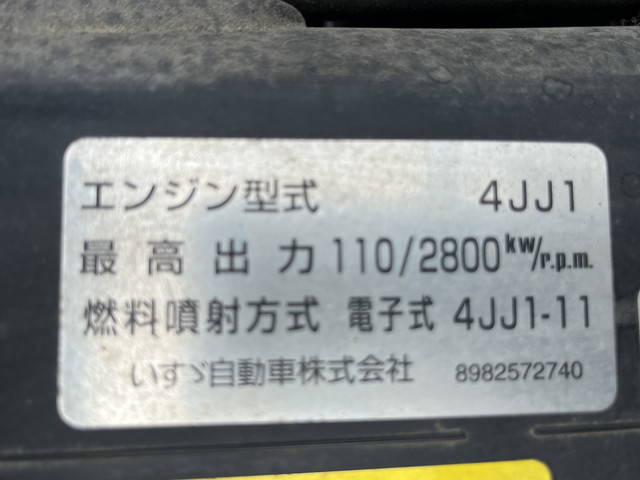 エンジン型式 4JJ1
最高出力 110/2800kW/r.p.m.
燃料噴射方式 電子式 4JJ1-11
いすゞ自動車株式会社 8982572740